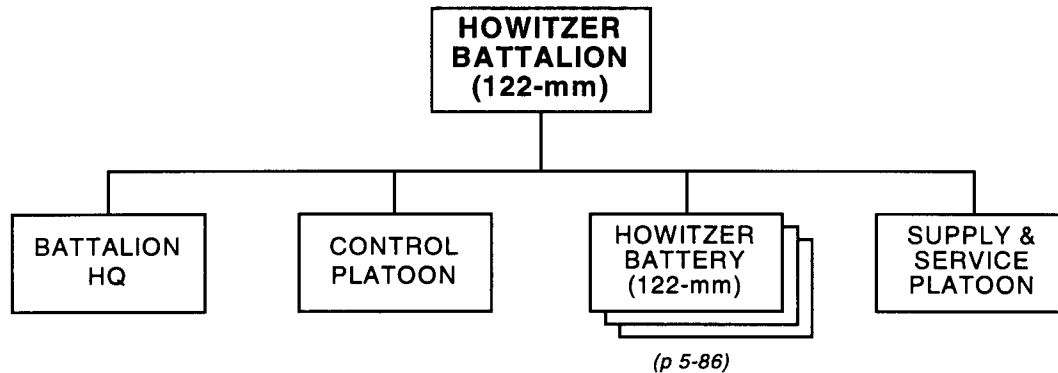 HOWITZER
BATTALION
(122-mm)
BATTALION
HQ
CONTROL
PLATOON
HOWITZER
BATTERY
(122-mm)
SUPPLY &
SERVICE
PLATOON
(p 5-86)